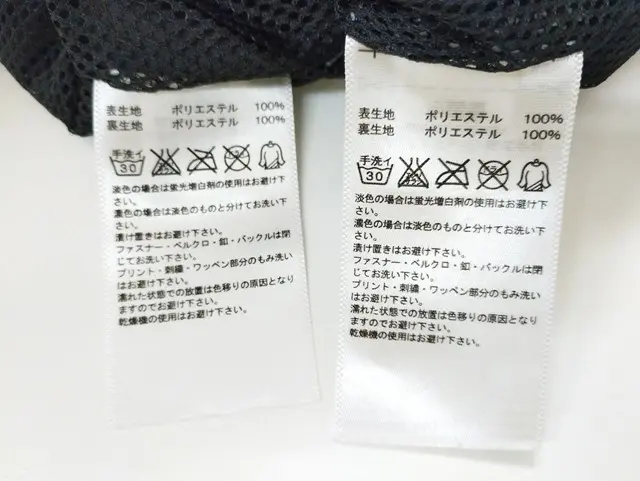 表生地 ポリエステル 100%
裏生地 ポリエステル 100%
手洗イ
30
淡色の場合は蛍光増白剤の使用はお避け下
さい。
濃色の場合は淡色のものと分けてお洗い下
さい。
漬け置きはお避け下さい。
ファスナー・ベルクロ・釦・バックルは閉
じてお洗い下さい。
プリント・刺繍・ワッペン部分のもみ洗い
はお避け下さい。
濡れた状態での放置は色移りの原因となり
ますのでお避け下さい。
乾燥機の使用はお避け下さい。
表生地 ポリエステル 100%
裏生地 ポリエステル 100%
手洗イ
30
淡色の場合は蛍光増白剤の使用はお避け下
さい。
濃色の場合は淡色のものと分けてお洗い下
さい。
漬け置きはお避け下さい。
ファスナー・ベルクロ・釦・バックルは閉
じてお洗い下さい。
プリント・刺繍・ワッペン部分のもみ洗い
はお避け下さい。
濡れた状態での放置は色移りの原因となり
ますのでお避け下さい。
乾燥機の使用はお避け下さい。